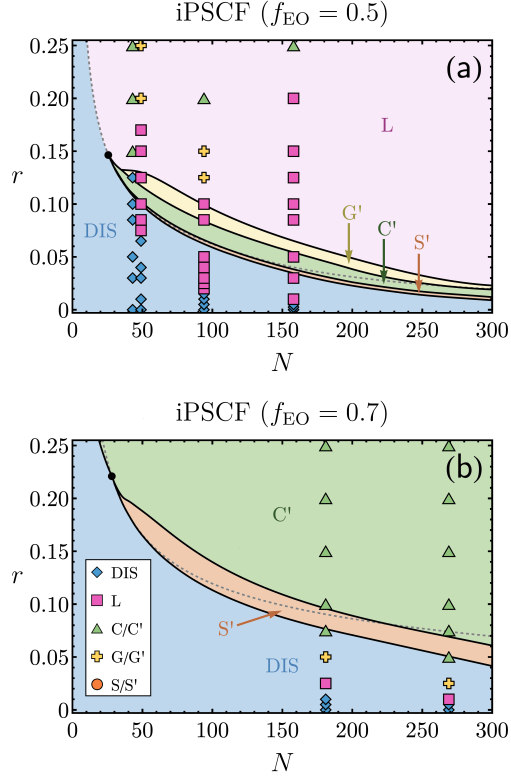 iPSCF (f_EO = 0.5)
(a)
0.25
0.20
0.15
0.10
0.05
0
r
L
G'
C'
S'
DIS
0 50 100 150 200 250 300
N
iPSCF (f_EO = 0.7)
(b)
0.25
0.20
0.15
0.10
0.05
0
r
C'
DIS
L
C/C'
G/G'
S/S'
S'
DIS
0 50 100 150 200 250 300
N